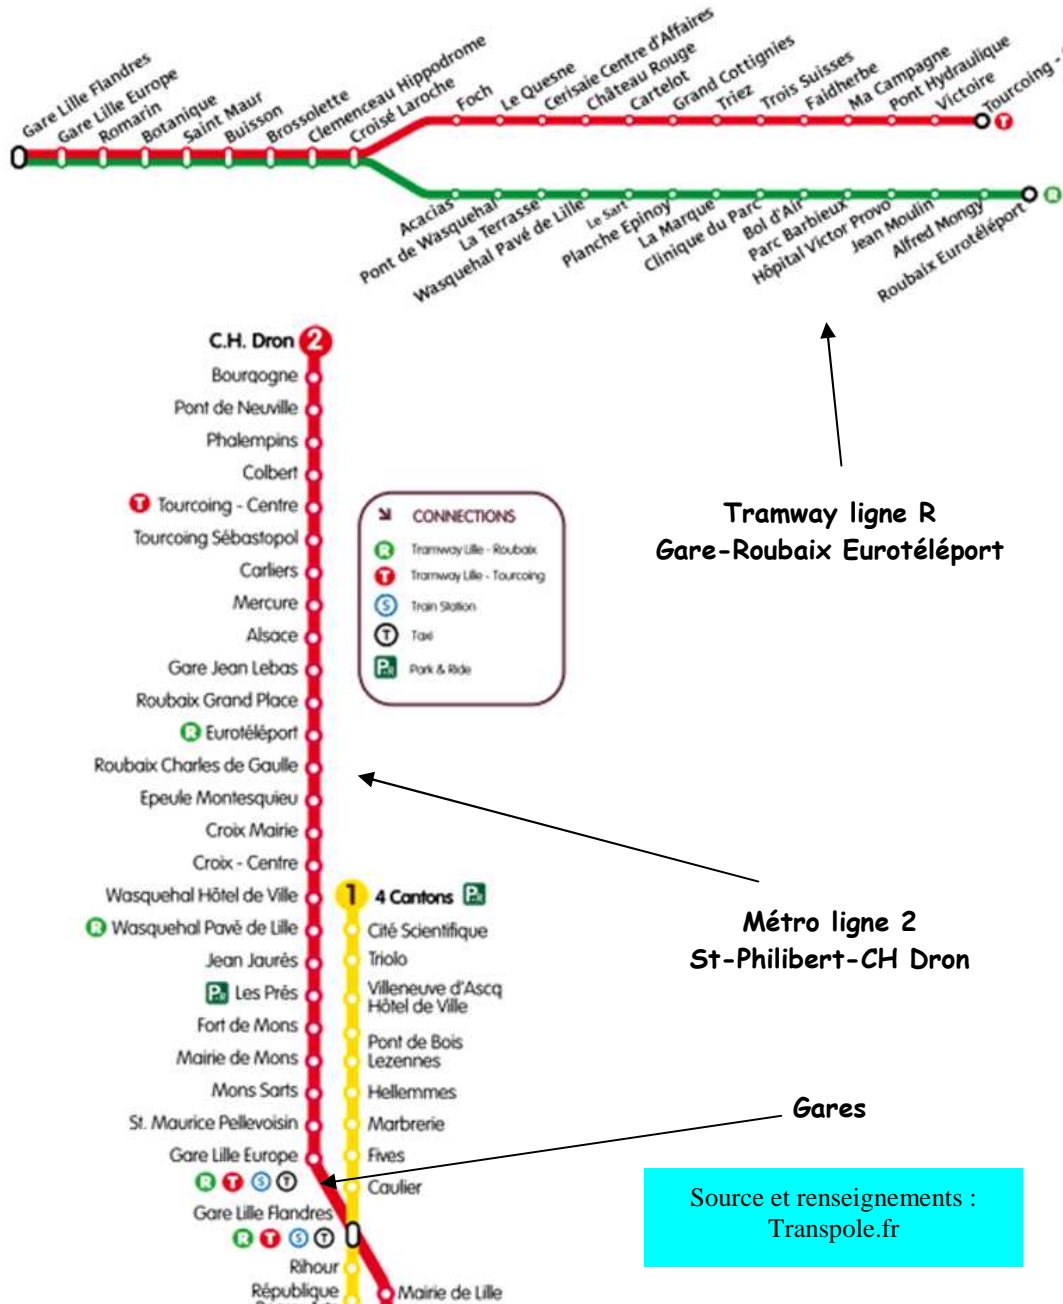 Gare Lille Flandres
Gare Lille Europe
Romarin
Botanique
Saint Maur
Buisson
Brossolette
Clemenceau Hippodrome
Croisé Laroche
Foch
Le Quesne
Cerisaie Centre d'Affaires
Château Rouge
Cartelot
Grand Cottignies
Triez
Trois Suisses
Faidherbe
Ma Campagne
Pont Hydraulique
Victoire
Tourcoing -
T
R
Acacias
Pont de Wasquehal
La Terrasse
Wasquehal Pavé de Lille
Le Sart
Planche Epinoy
La Marque
Clinique du Parc
Bol d'Air
Parc Barbieux
Hôpital Victor Provo
Jean Moulin
Alfred Mongy
Roubaix Eurotéléport
C.H. Dron 2
Bourgogne
Pont de Neuville
Phalempins
Colbert
T Tourcoing - Centre
Tourcoing Sébastopol
Carliers
Mercure
Alsace
Gare Jean Lebas
Roubaix Grand Place
R Eurotéléport
Roubaix Charles de Gaulle
Epeule Montesquieu
Croix Mairie
Croix - Centre
Wasquehal Hôtel de Ville
R Wasquehal Pavé de Lille
Jean Jaurès
P+R Les Prés
Fort de Mons
Mairie de Mons
Mons Sarts
St. Maurice Pellevoisin
Gare Lille Europe
R T S T
Gare Lille Flandres
R T S T
Rihour
République
Mairie de Lille
CONNECTIONS
R Tramway Lille - Roubaix
T Tramway Lille - Tourcoing
S Train Station
T Taxi
P+R Park & Ride
1 4 Cantons P+R
Cité Scientifique
Triolo
Villeneuve d'Ascq
Hôtel de Ville
Pont de Bois
Lezennes
Hellemmes
Marbrerie
Fives
Caulier
Tramway ligne R
Gare-Roubaix Eurotéléport
Métro ligne 2
St-Philibert-CH Dron
Gares
Source et renseignements :
Transpole.fr